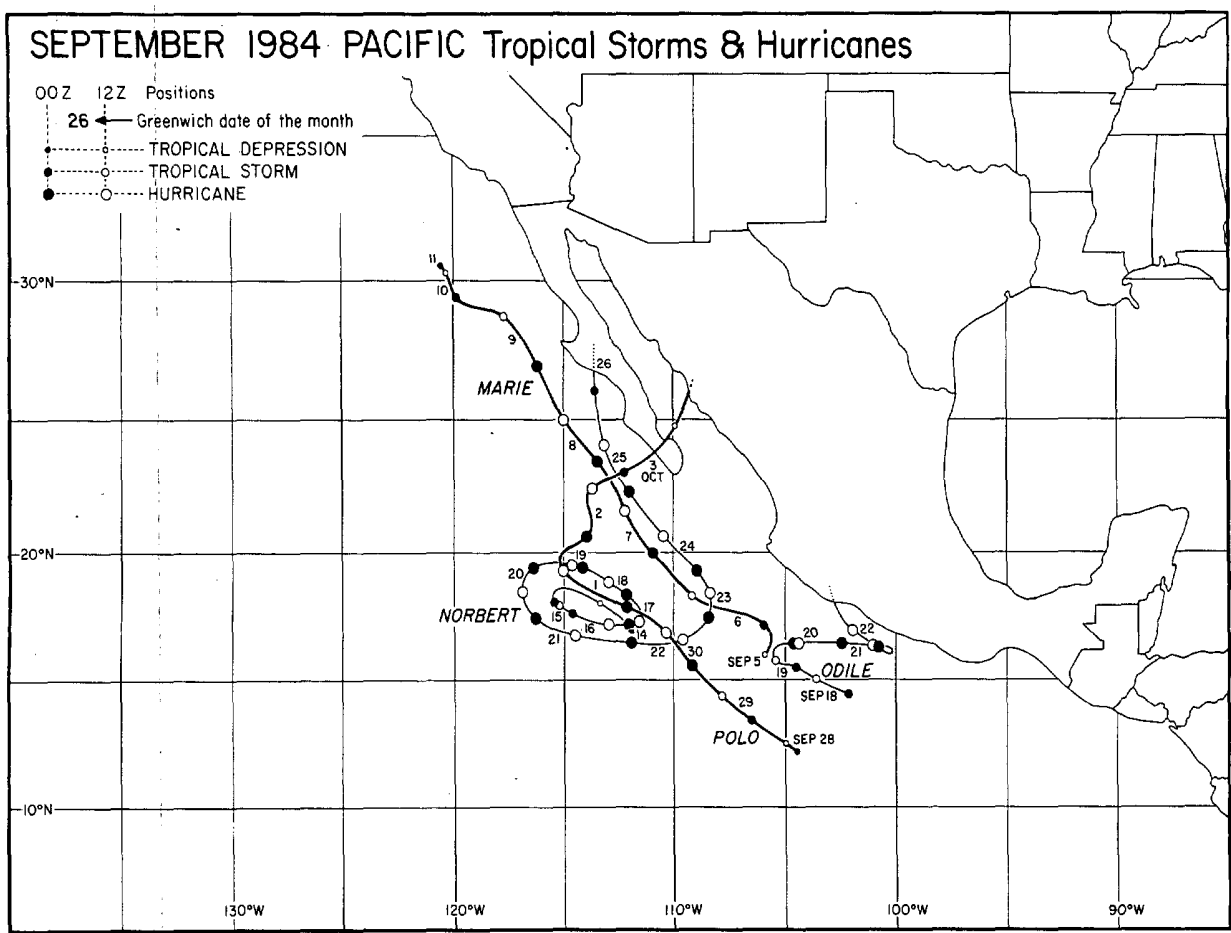 SEPTEMBER 1984 PACIFIC Tropical Storms & Hurricanes
00Z 12Z Positions
26 Greenwich date of the month
TROPICAL DEPRESSION
TROPICAL STORM
HURRICANE
11
30°N
10
9
26
MARIE
8
25
3
OCT
2
7
24
20°N
19
20
18
1
23
17
NORBERT
15
6
16
14
20
22
21
22
21
30
SEP 5
19
ODILE
SEP 18
29
POLO
SEP 28
10°N
130°W
120°W
110°W
100°W
90°W